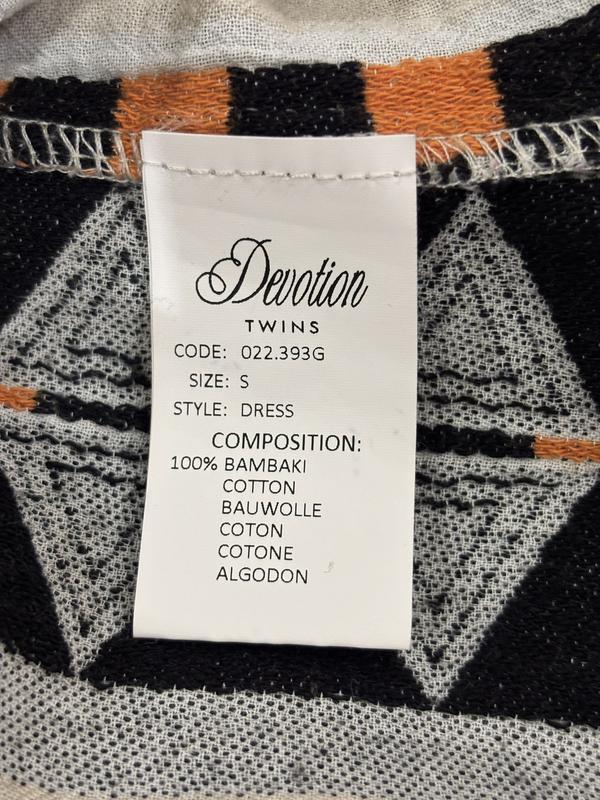 Devotion
TWINS
CODE: 022.393G
SIZE: S
STYLE: DRESS
COMPOSITION:
100% BAMBAKI
COTTON
BAUWOLLE
COTON
COTONE
ALGODON